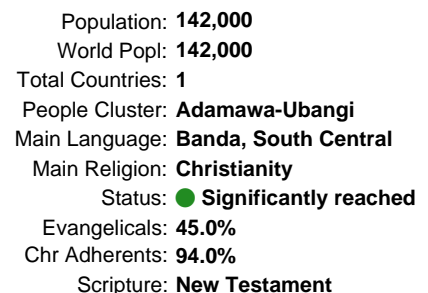 Population: 142,000
World Popl: 142,000
Total Countries: 1
People Cluster: Adamawa-Ubangi
Main Language: Banda, South Central
Main Religion: Christianity
Status: Significantly reached
Evangelicals: 45.0%
Chr Adherents: 94.0%
Scripture: New Testament